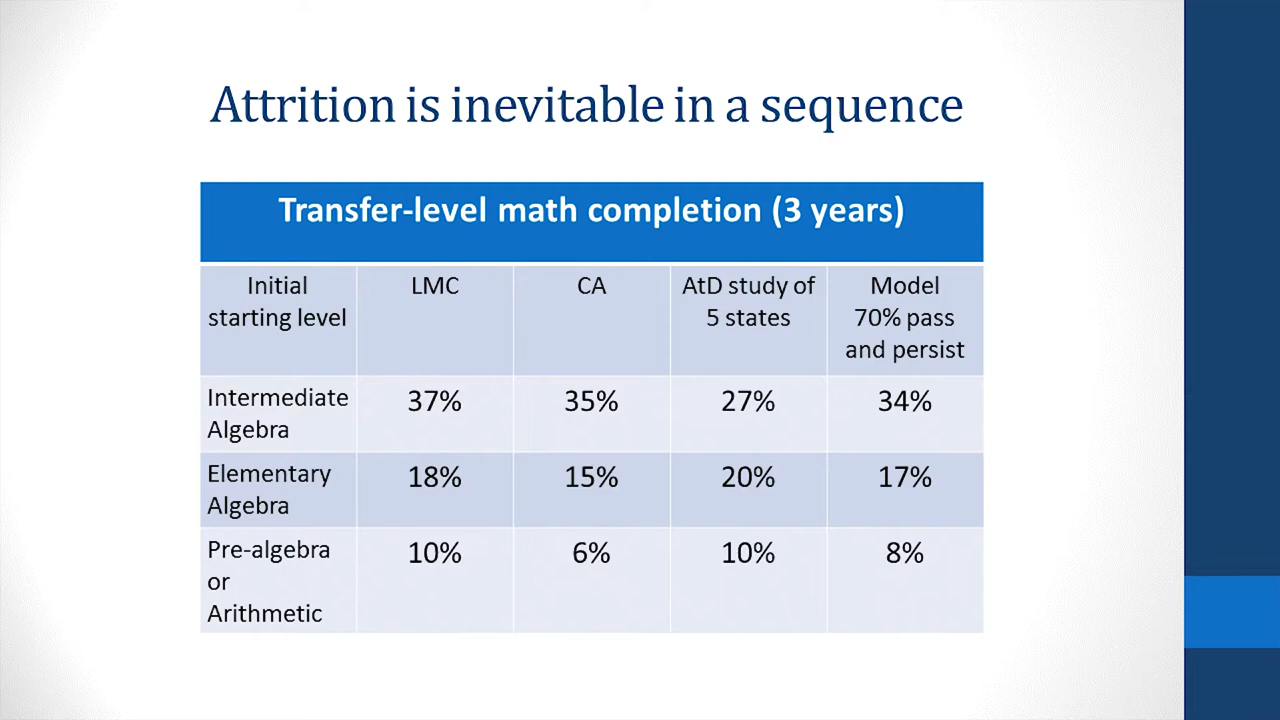 Attrition is inevitable in a sequence
Transfer-level math completion (3 years)
Initial
starting level
LMC
CA
AtD study of
5 states
Model
70% pass
and persist
Intermediate
Algebra
37%
35%
27%
34%
Elementary
Algebra
18%
15%
20%
17%
Pre-algebra
or
Arithmetic
10%
6%
10%
8%